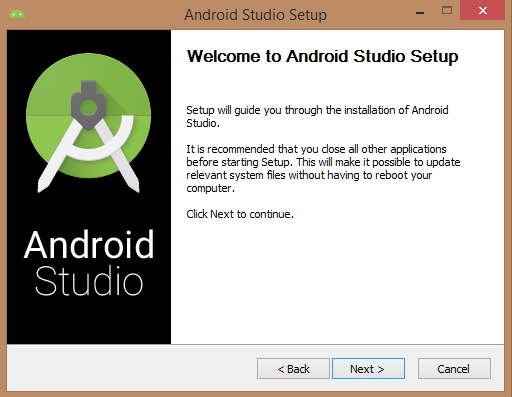 Android Studio Setup
Welcome to Android Studio Setup
Setup will guide you through the installation of Android
Studio.
It is recommended that you close all other applications
before starting Setup. This will make it possible to update
relevant system files without having to reboot your
computer.
Click Next to continue.
Android
Studio
< Back
Next >
Cancel